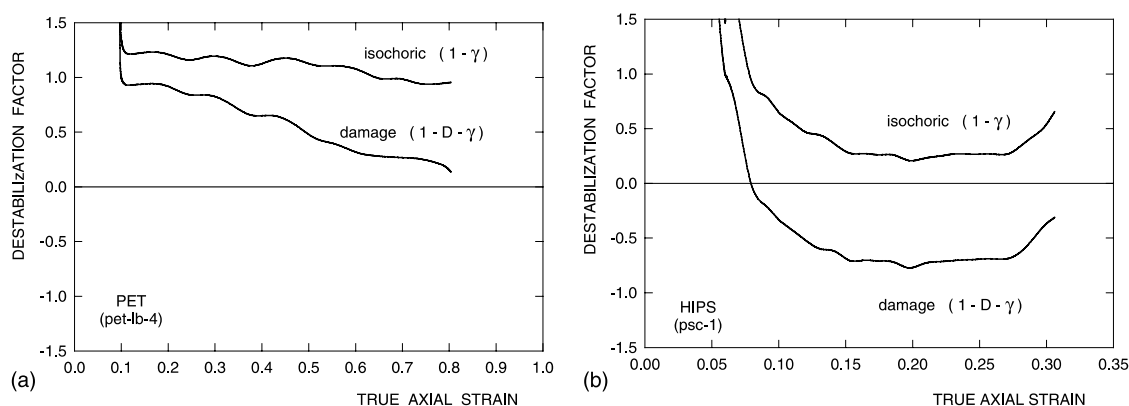 1.5
1.0
0.5
0.0
-0.5
-1.0
-1.5
DESTABILIzATION FACTOR
isochoric (1 - γ)
damage (1 - D - γ)
PET
(pet-lb-4)
0.0 0.1 0.2 0.3 0.4 0.5 0.6 0.7 0.8 0.9 1.0
(a)
TRUE AXIAL STRAIN
1.5
1.0
0.5
0.0
-0.5
-1.0
-1.5
DESTABILIZATION FACTOR
isochoric (1 - γ)
damage (1 - D - γ)
HIPS
(psc-1)
0.00 0.05 0.10 0.15 0.20 0.25 0.30 0.35
(b)
TRUE AXIAL STRAIN